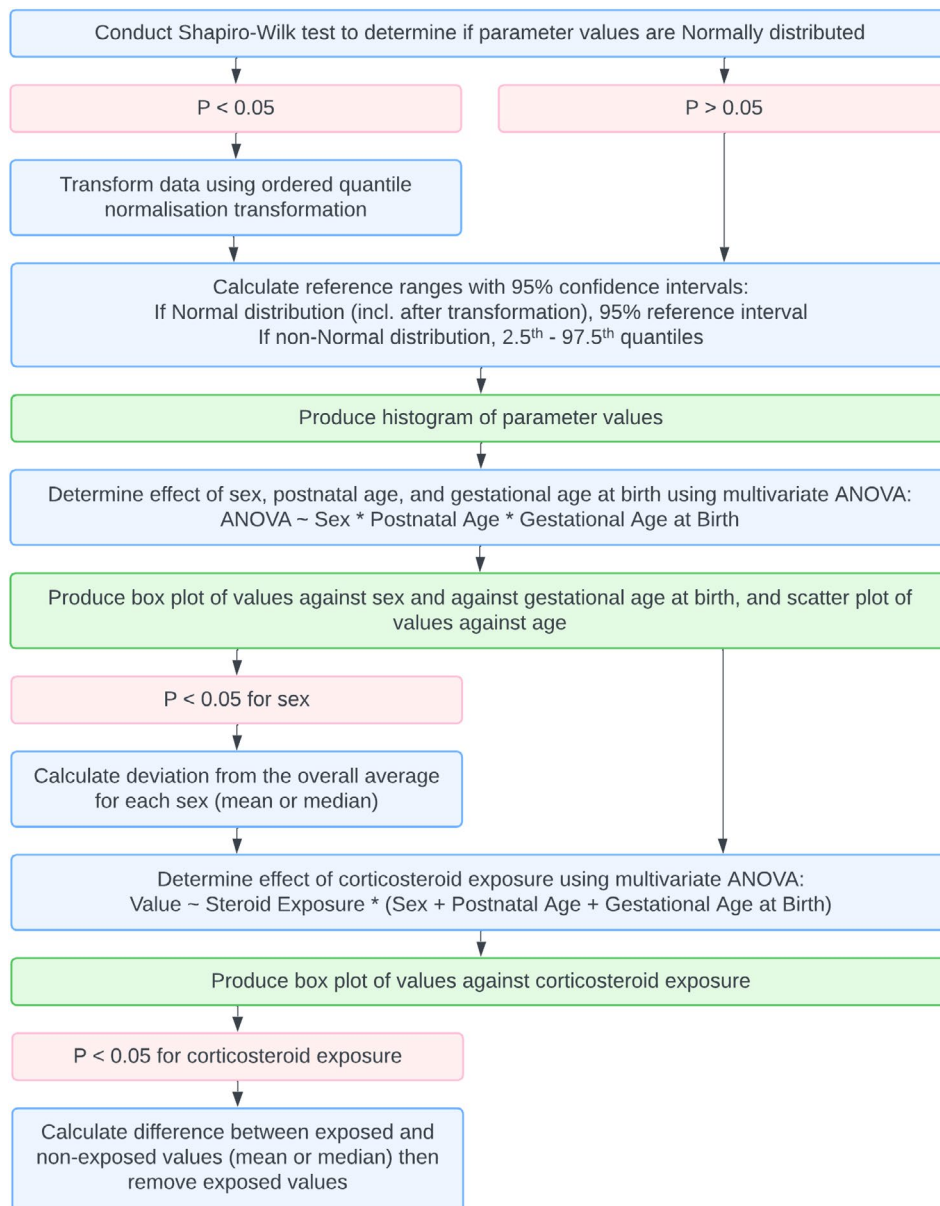 Conduct Shapiro-Wilk test to determine if parameter values are Normally distributed
P < 0.05
P > 0.05
Transform data using ordered quantile
normalisation transformation
Calculate reference ranges with 95% confidence intervals:
If Normal distribution (incl. after transformation), 95% reference interval
If non-Normal distribution, 2.5ᵗʰ - 97.5ᵗʰ quantiles
Produce histogram of parameter values
Determine effect of sex, postnatal age, and gestational age at birth using multivariate ANOVA:
ANOVA ~ Sex * Postnatal Age * Gestational Age at Birth
Produce box plot of values against sex and against gestational age at birth, and scatter plot of
values against age
P < 0.05 for sex
Calculate deviation from the overall average
for each sex (mean or median)
Determine effect of corticosteroid exposure using multivariate ANOVA:
Value ~ Steroid Exposure * (Sex + Postnatal Age + Gestational Age at Birth)
Produce box plot of values against corticosteroid exposure
P < 0.05 for corticosteroid exposure
Calculate difference between exposed and
non-exposed values (mean or median) then
remove exposed values